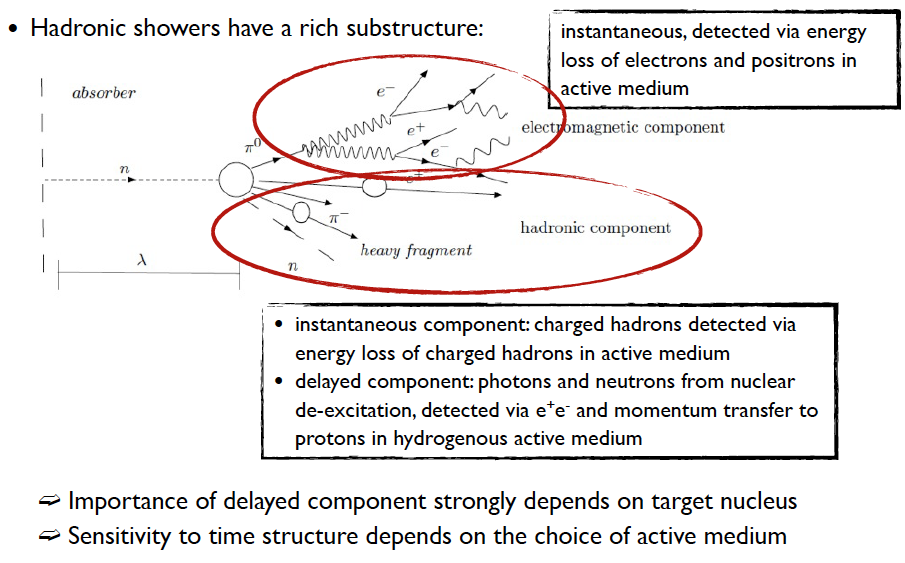 • Hadronic showers have a rich substructure:
instantaneous, detected via energy
loss of electrons and positrons in
active medium
absorber
e⁻
π⁰
e⁺
electromagnetic component
e⁻
n
π⁻
hadronic component
heavy fragment
λ
n
• instantaneous component: charged hadrons detected via
energy loss of charged hadrons in active medium
• delayed component: photons and neutrons from nuclear
de-excitation, detected via e⁺e⁻ and momentum transfer to
protons in hydrogenous active medium
➫ Importance of delayed component strongly depends on target nucleus
➫ Sensitivity to time structure depends on the choice of active medium